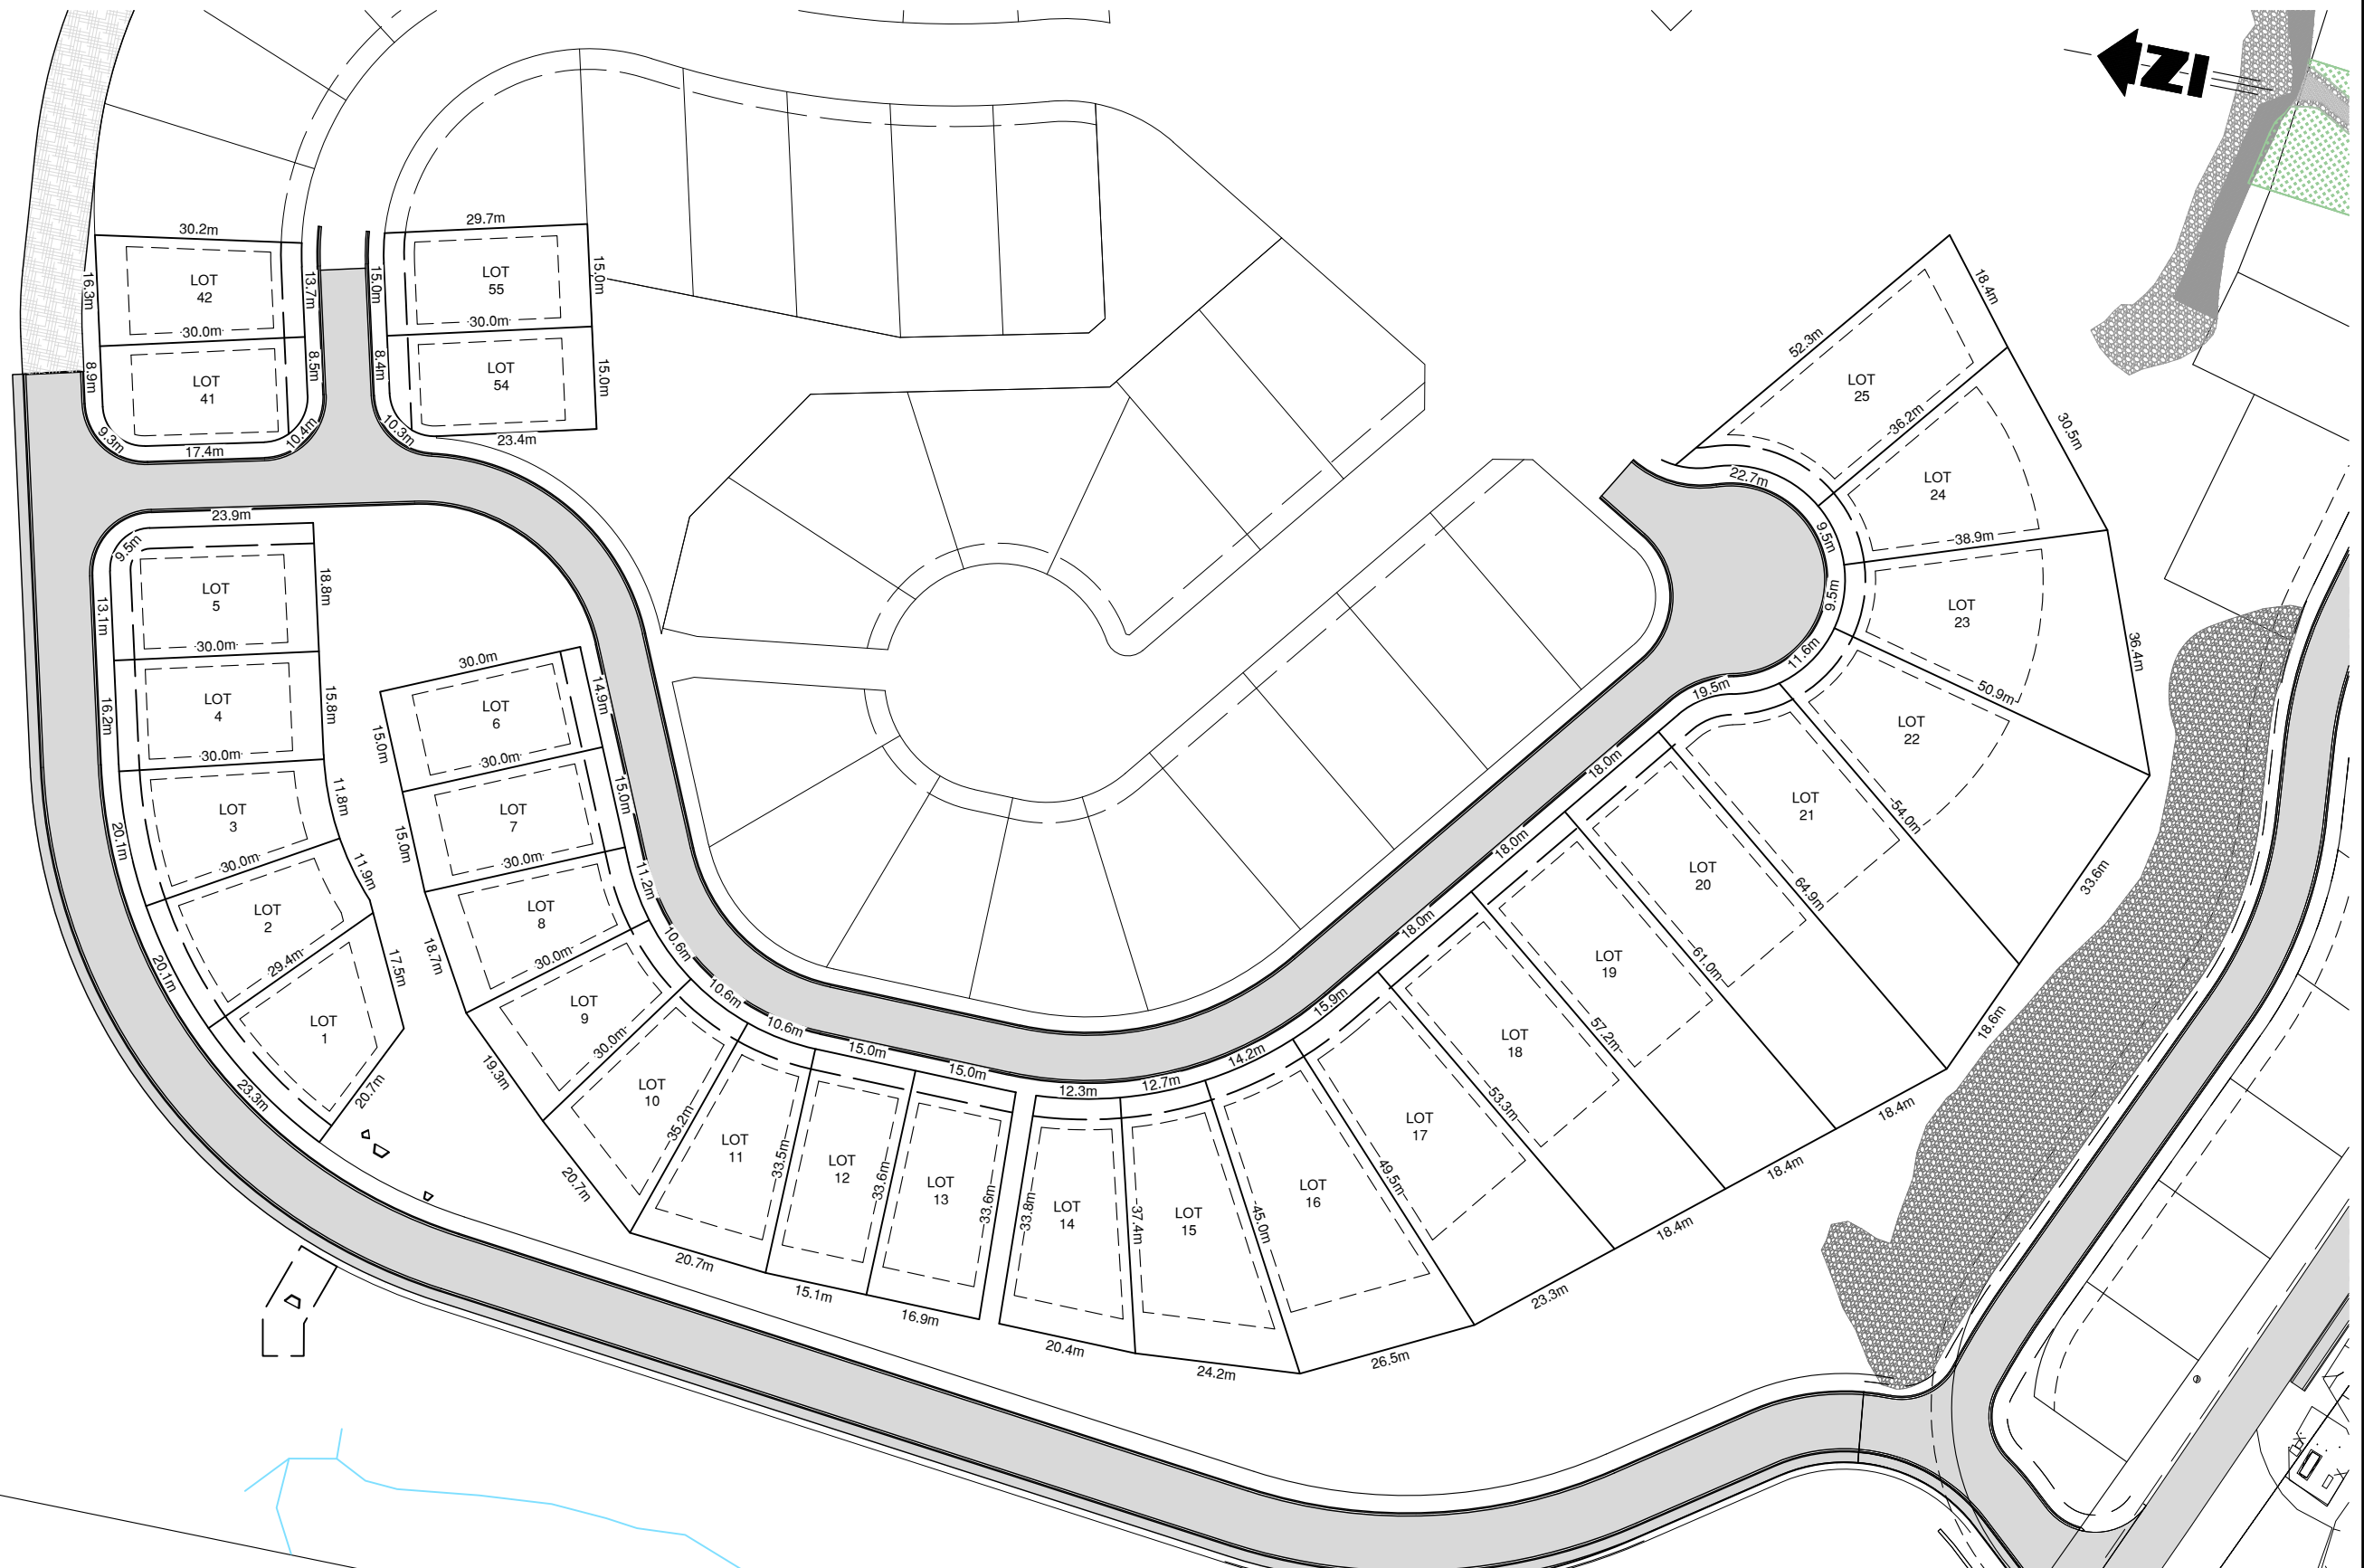 N
30.2m
29.7m
16.3m
LOT
42
13.7m
15.0m
LOT
55
15.0m
30.0m
30.0m
8.9m
LOT
41
8.5m
8.4m
LOT
54
15.0m
9.3m
17.4m
10.4m
10.3m
23.4m
23.9m
9.5m
13.1m
LOT
5
18.8m
30.0m
16.2m
LOT
4
15.8m
30.0m
20.1m
LOT
3
11.8m
30.0m
11.9m
20.1m
LOT
2
29.4m
17.5m
LOT
1
23.3m
20.7m
30.0m
15.0m
LOT
6
14.9m
30.0m
15.0m
LOT
7
15.0m
30.0m
18.7m
LOT
8
11.2m
30.0m
19.3m
LOT
9
10.6m
30.0m
20.7m
LOT
10
10.6m
35.2m
LOT
11
10.6m
20.7m
33.5m
LOT
12
15.0m
15.1m
33.6m
LOT
13
15.0m
16.9m
33.6m
33.8m
LOT
14
12.3m
20.4m
37.4m
LOT
15
12.7m
24.2m
45.0m
LOT
16
14.2m
26.5m
49.5m
LOT
17
15.9m
23.3m
53.3m
LOT
18
18.0m
18.4m
57.2m
LOT
19
18.0m
18.4m
61.0m
LOT
20
18.0m
18.4m
64.9m
LOT
21
19.5m
18.6m
54.0m
LOT
22
11.6m
33.6m
50.9m
LOT
23
9.5m
36.4m
38.9m
LOT
24
9.5m
30.5m
36.2m
LOT
25
22.7m
52.3m
18.4m